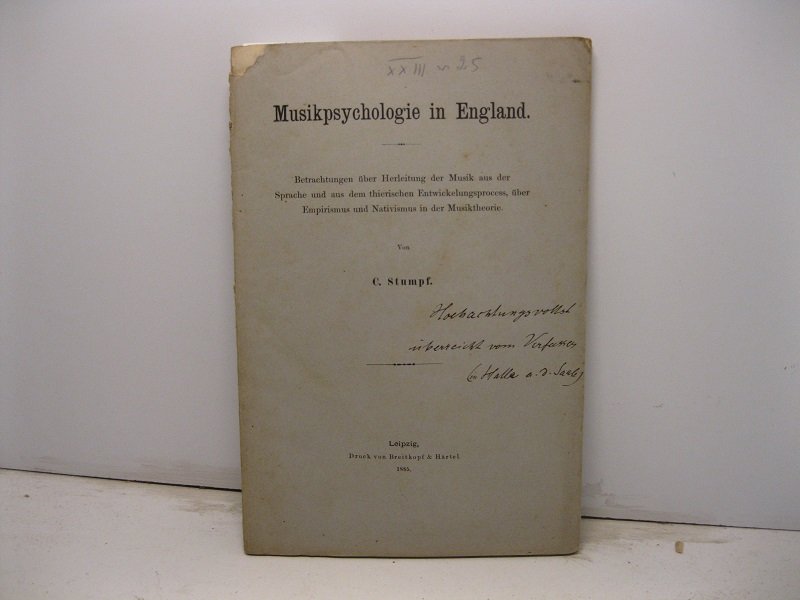 XXIII n 25
Musikpsychologie in England.
Betrachtungen über Herleitung der Musik aus der
Sprache und aus dem thierischen Entwickelungsprocess, über
Empirismus und Nativismus in der Musiktheorie.
Von
C. Stumpf.
Hochachtungsvollst
überreicht vom Verfasser
(in Halle a. d. Saale)
Leipzig,
Druck von Breitkopf & Härtel.
1885.